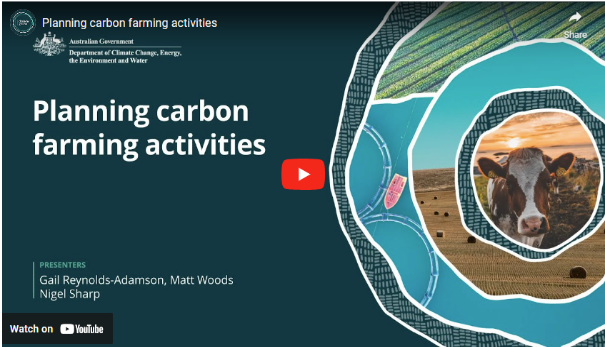 Planning carbon farming activities
Share
Australian Government
Department of Climate Change, Energy,
the Environment and Water
Planning carbon
farming activities
PRESENTERS
Gail Reynolds-Adamson, Matt Woods
Nigel Sharp
Watch on YouTube